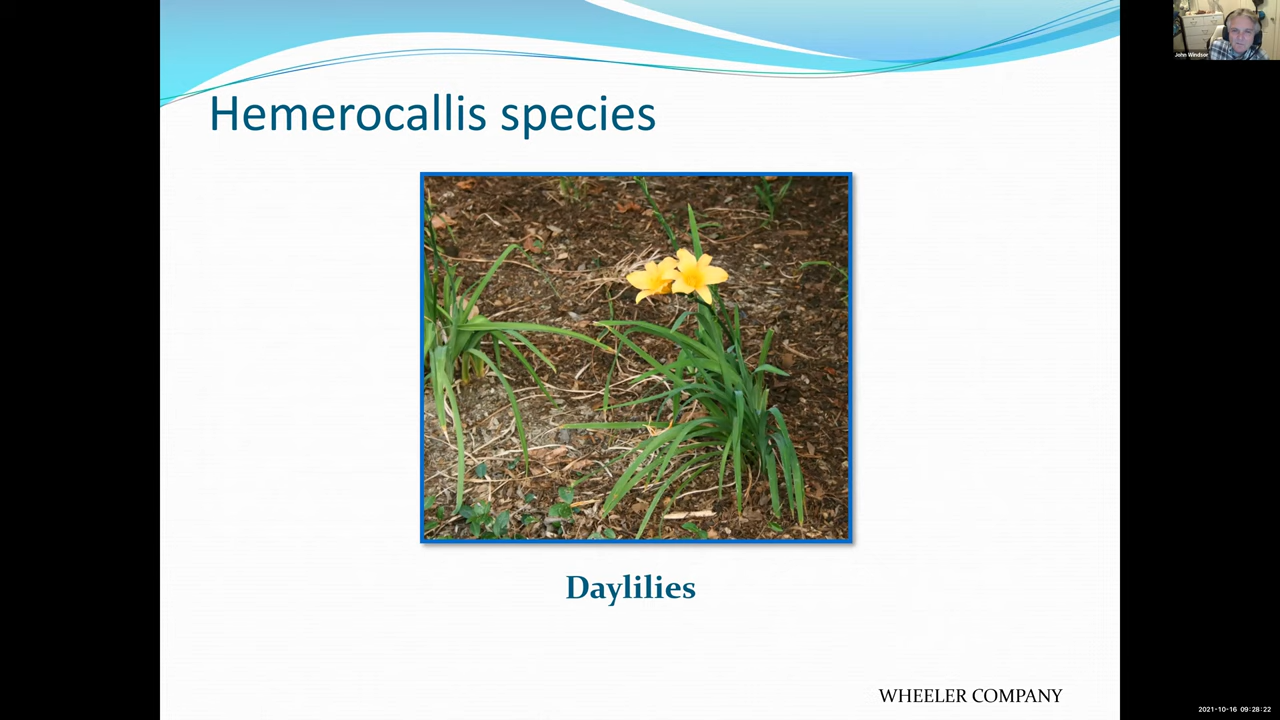 John Windsor
Hemerocallis species
Daylilies
WHEELER COMPANY
2021-10-16 09:28:22